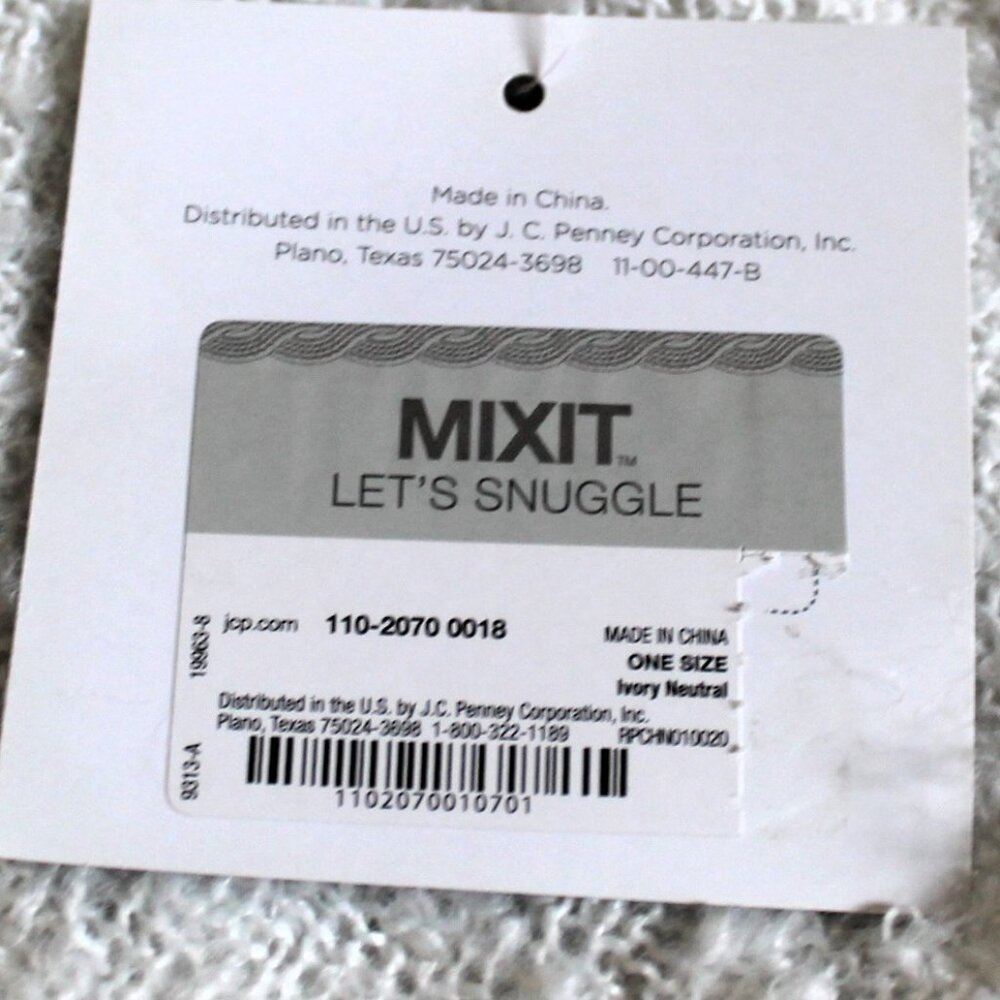 Made in China.
Distributed in the U.S. by J. C. Penney Corporation, Inc.
Plano, Texas 75024-3698 11-00-447-B
MIXIT™
LET'S SNUGGLE
jcp.com 110-2070 0018
MADE IN CHINA
ONE SIZE
Ivory Neutral
Distributed in the U.S. by J.C. Penney Corporation, Inc.
Plano, Texas 75024-3698 1-800-322-1189 RPCHN010020
1102070010701
19963-8
9313-A